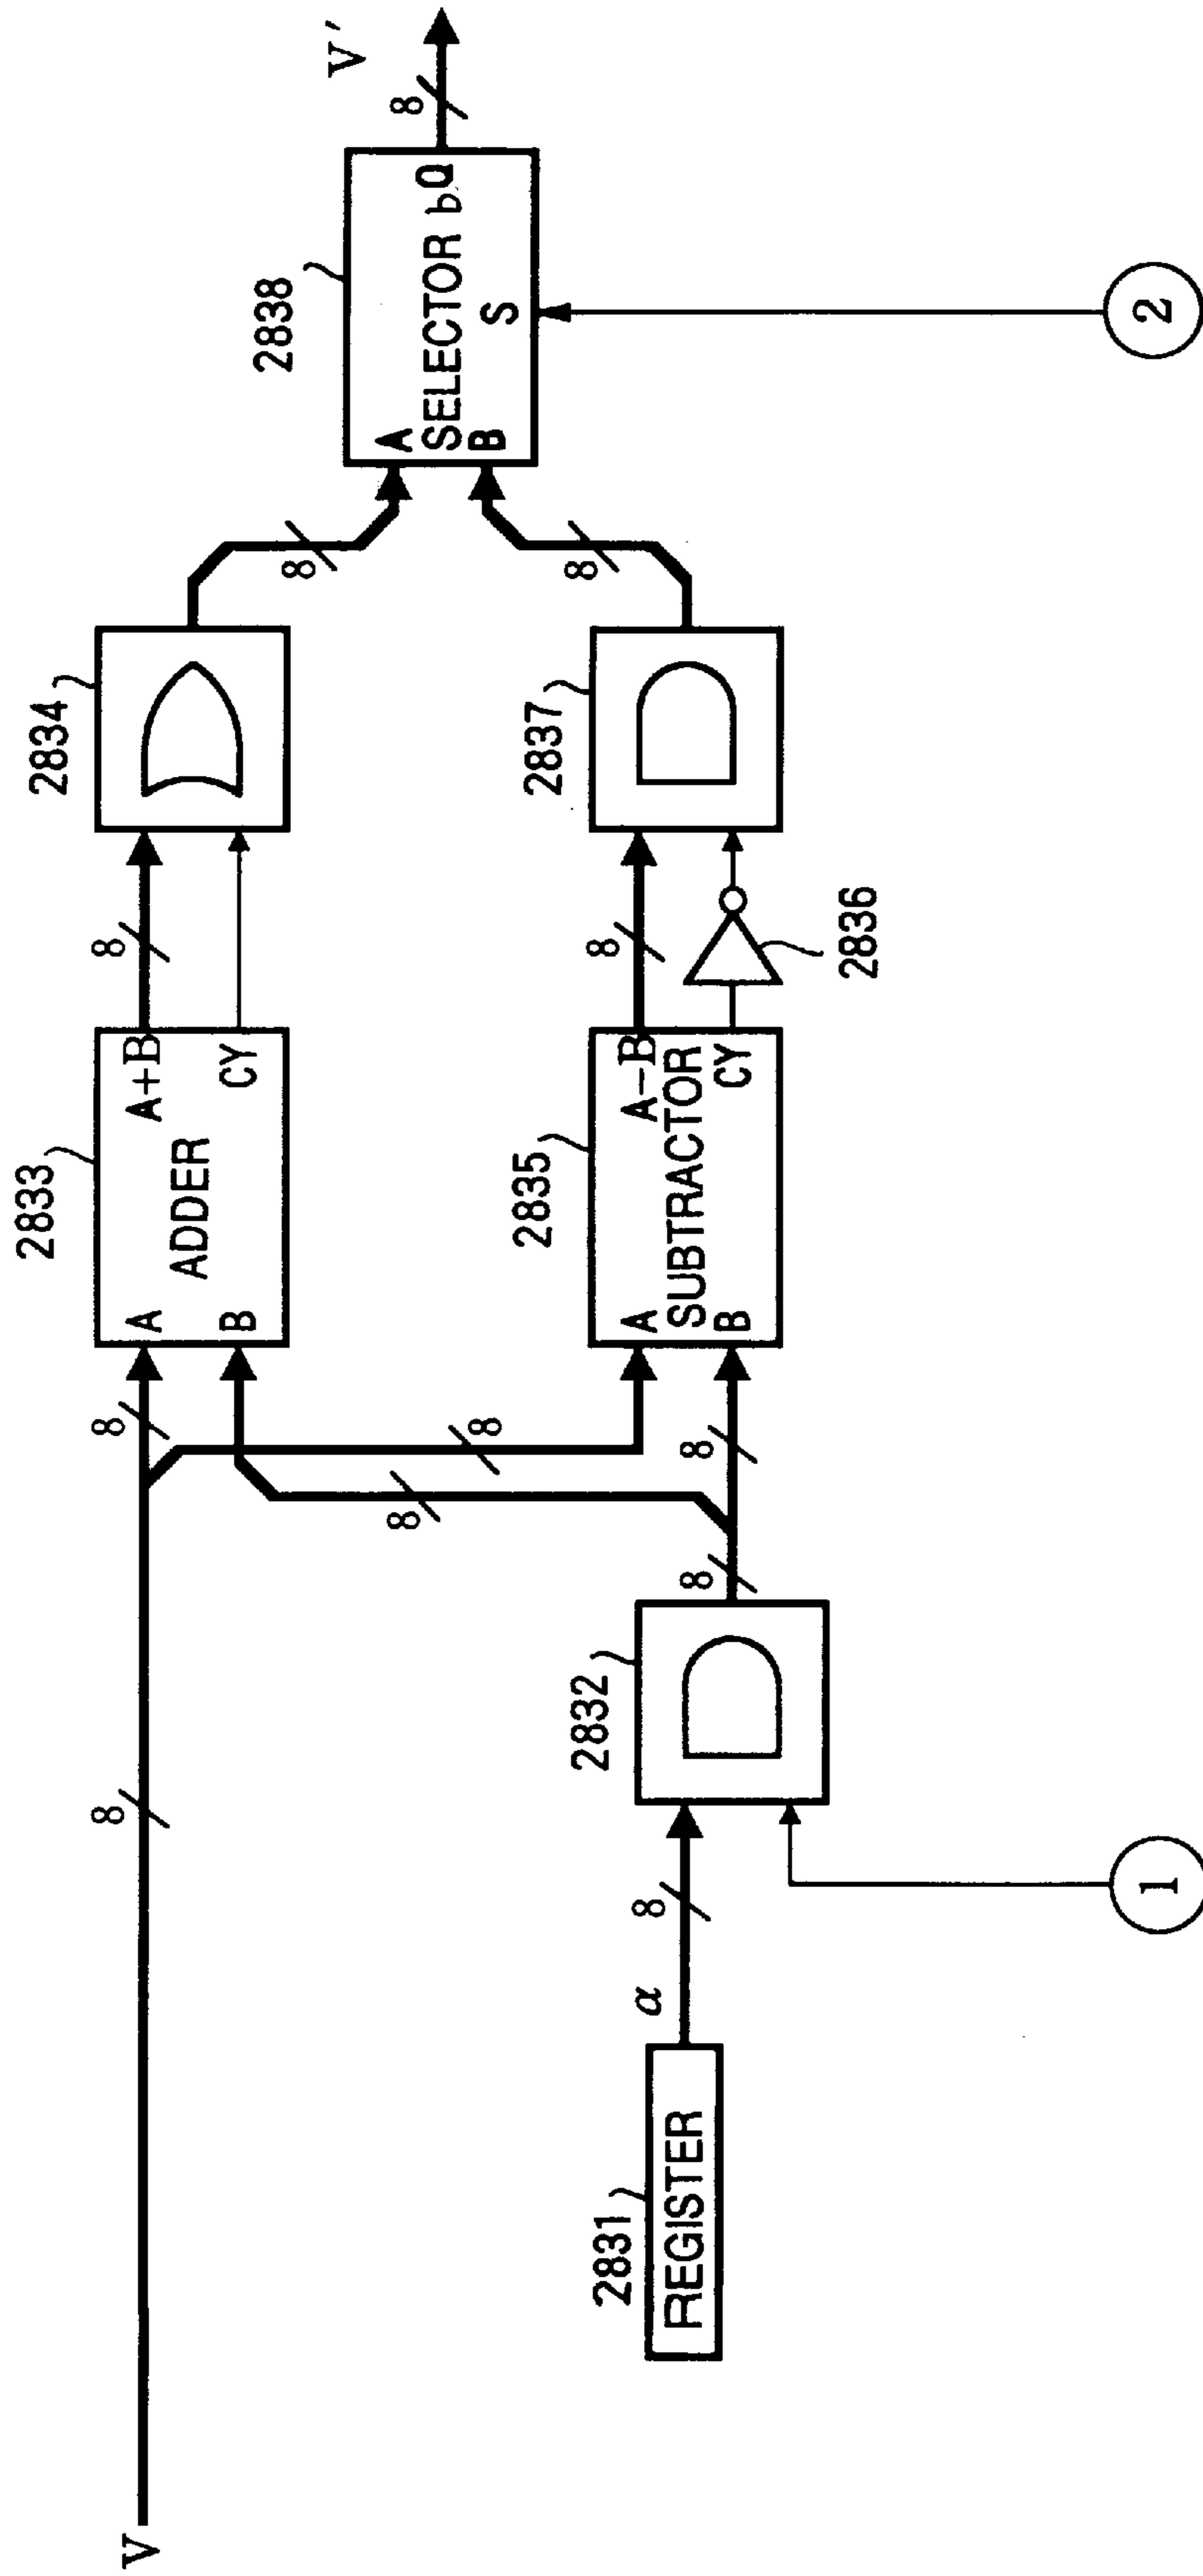 V
8
8
8
8
2833
A
B
ADDER
A+B
CY
8
2834
8
2835
A
B
SUBTRACTOR
A-B
CY
8
2836
2837
8
2838
A
B
SELECTOR b
Q
S
8
V'
2831
REGISTER
α
8
2832
8
8
1
2